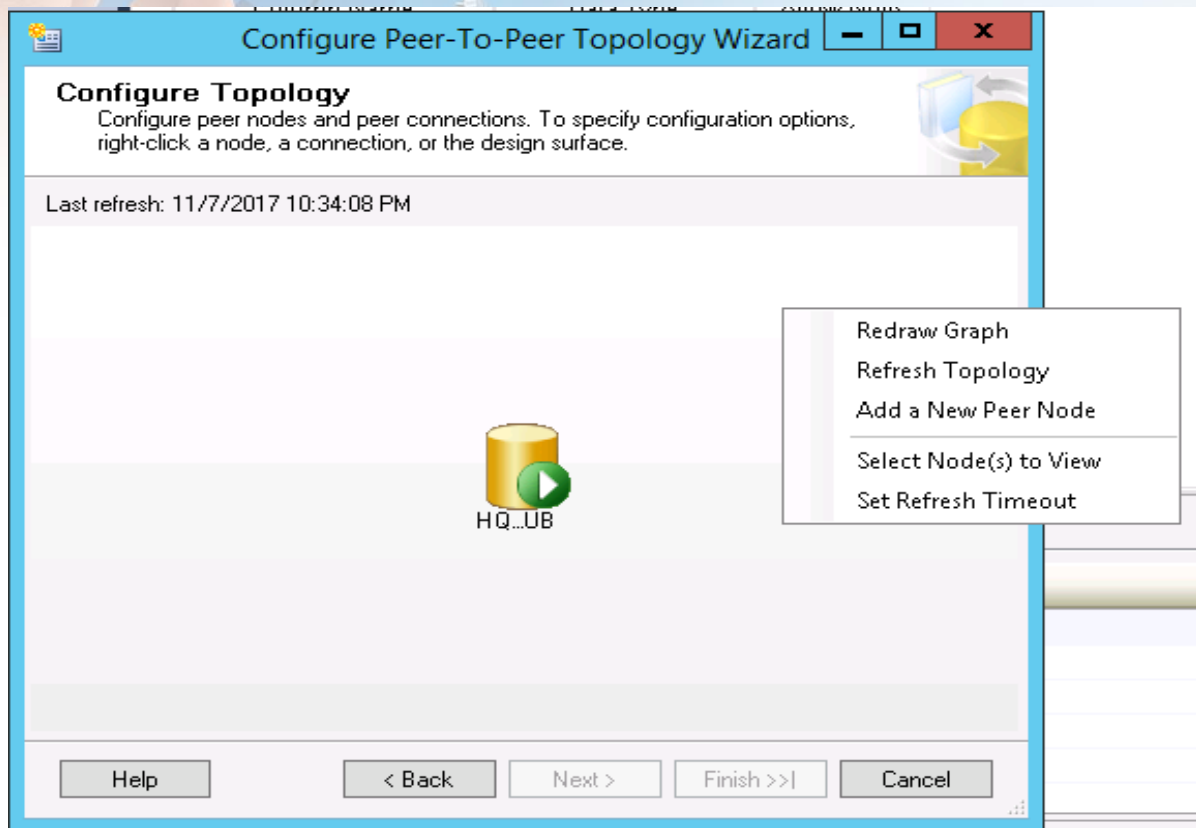 Configure Peer-To-Peer Topology Wizard
Configure Topology
Configure peer nodes and peer connections. To specify configuration options,
right-click a node, a connection, or the design surface.
Last refresh: 11/7/2017 10:34:08 PM
Redraw Graph
Refresh Topology
Add a New Peer Node
Select Node(s) to View
Set Refresh Timeout
HQ...UB
Help
< Back
Next >
Finish >>|
Cancel